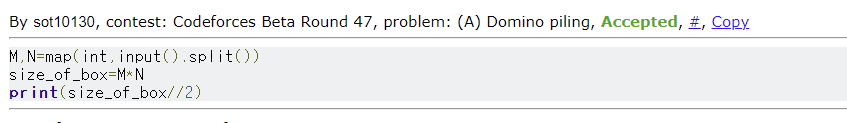 By sot10130, contest: Codeforces Beta Round 47, problem: (A) Domino piling, Accepted, #, Copy
M,N=map(int,input().split())
size_of_box=M*N
print(size_of_box//2)